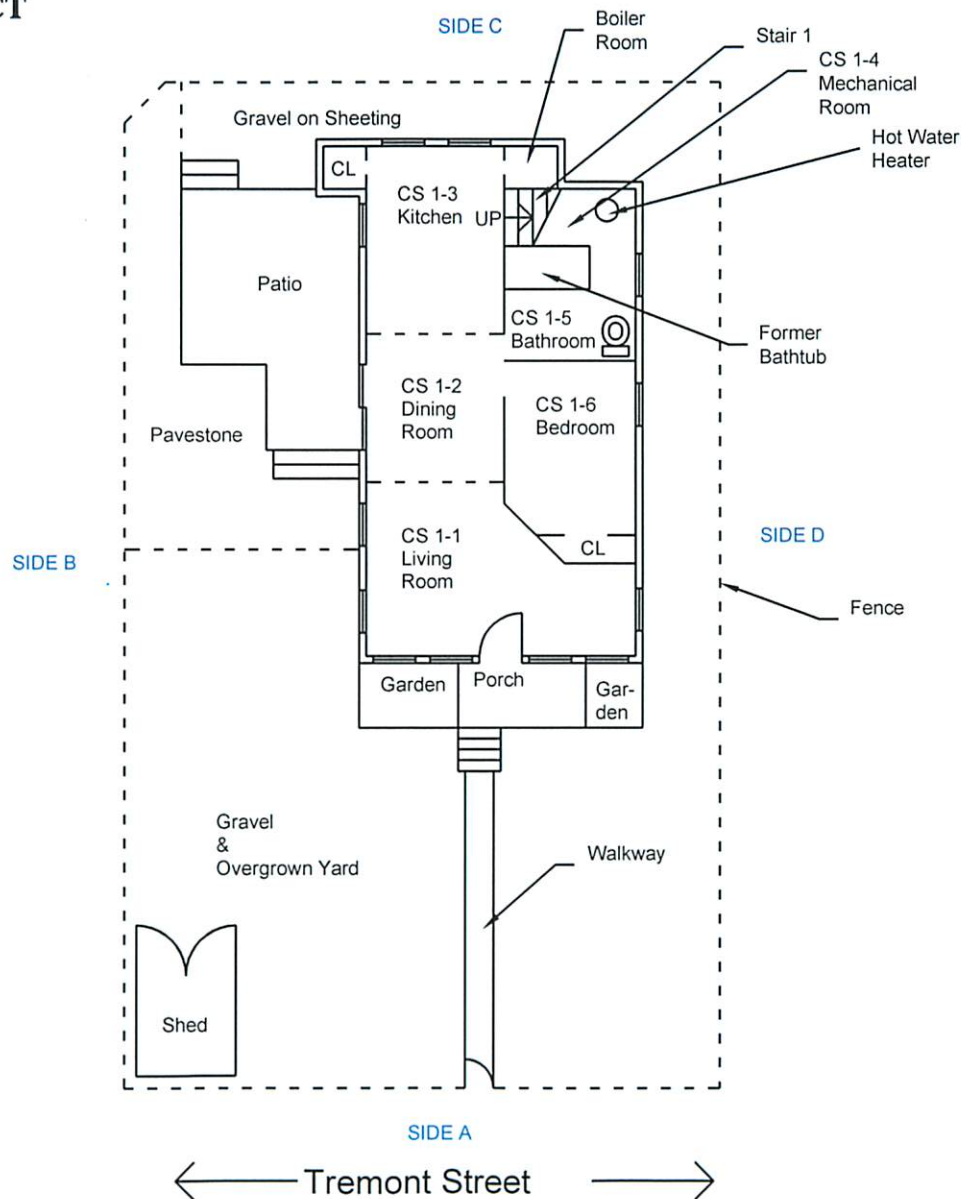 SIDE C
Boiler
Room
Stair 1
CS 1-4
Mechanical
Room
Hot Water
Heater
Gravel on Sheeting
CL
CS 1-3
Kitchen
UP
Patio
CS 1-5
Bathroom
Former
Bathtub
CS 1-2
Dining
Room
CS 1-6
Bedroom
Pavestone
CS 1-1
Living
Room
CL
SIDE B
SIDE D
Fence
Garden
Porch
Gar-
den
Gravel
&
Overgrown Yard
Walkway
Shed
SIDE A
Tremont Street